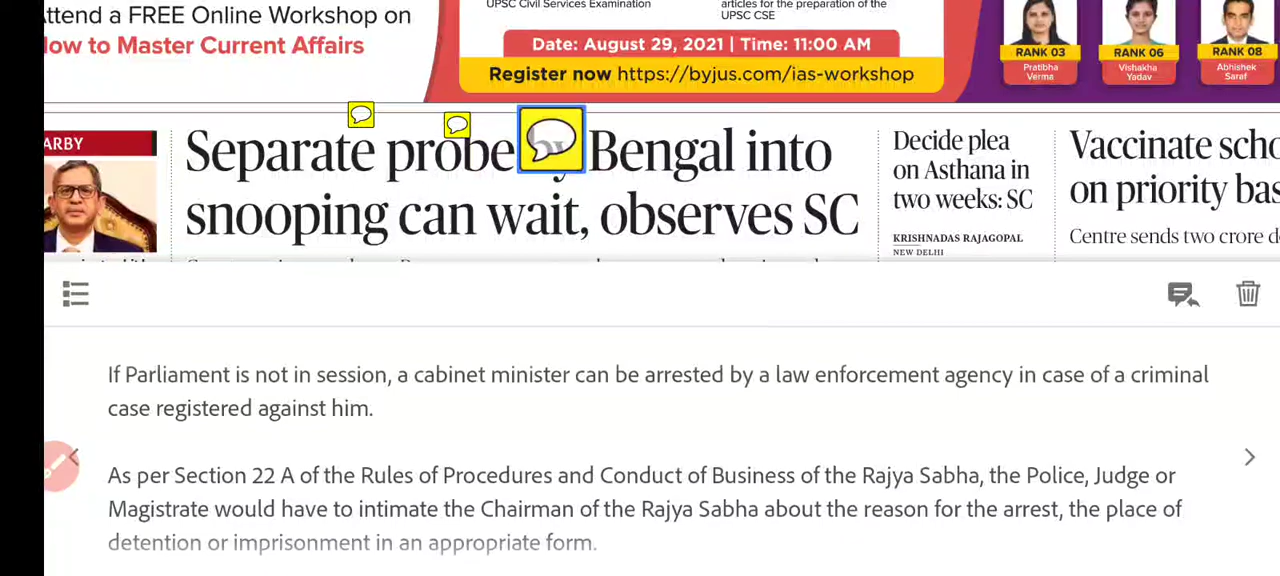 Attend a FREE Online Workshop on
How to Master Current Affairs
UPSC Civil Services Examination
articles for the preparation of the
UPSC CSE
Date: August 29, 2021 | Time: 11:00 AM
Register now https://byjus.com/ias-workshop
RANK 03
Pratibha
Verma
RANK 06
Vishakha
Yadav
RANK 08
Abhishek
Saraf
ARBY
Separate probe by Bengal into
snooping can wait, observes SC
Decide plea
on Asthana in
two weeks: SC
KRISHNADAS RAJAGOPAL
NEW DELHI
Vaccinate scho
on priority bas
Centre sends two crore d
If Parliament is not in session, a cabinet minister can be arrested by a law enforcement agency in case of a criminal
case registered against him.
As per Section 22 A of the Rules of Procedures and Conduct of Business of the Rajya Sabha, the Police, Judge or
Magistrate would have to intimate the Chairman of the Rajya Sabha about the reason for the arrest, the place of
detention or imprisonment in an appropriate form.